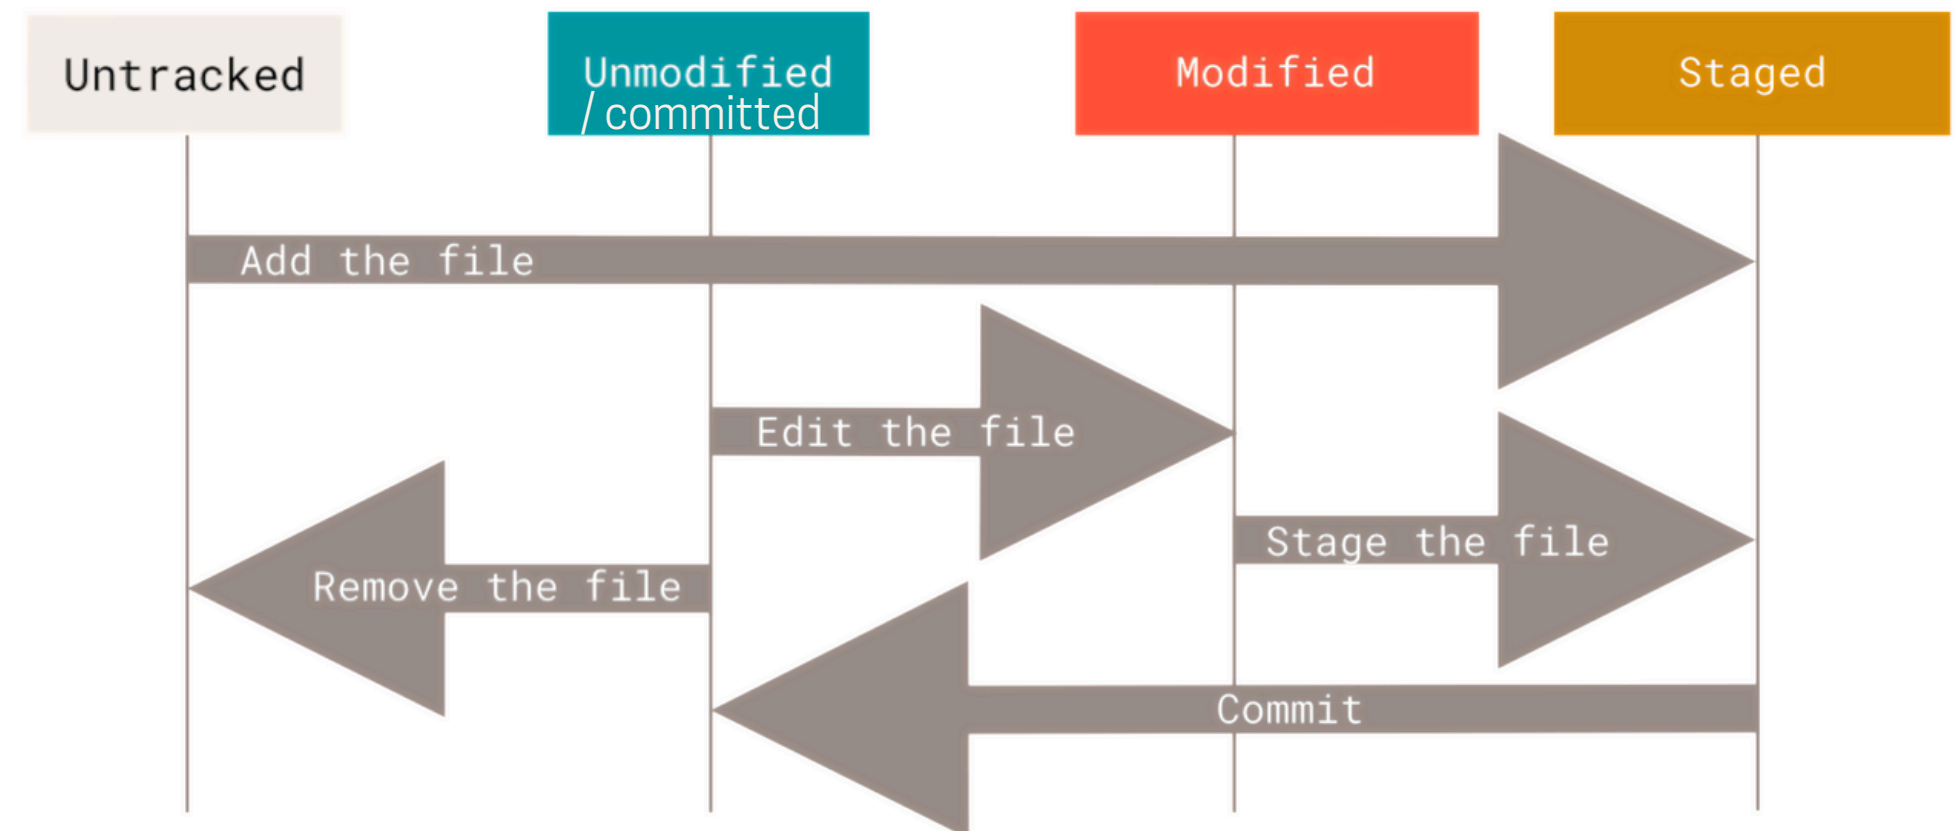 Untracked
Unmodified
/ committed
Modified
Staged
Add the file
Edit the file
Stage the file
Remove the file
Commit